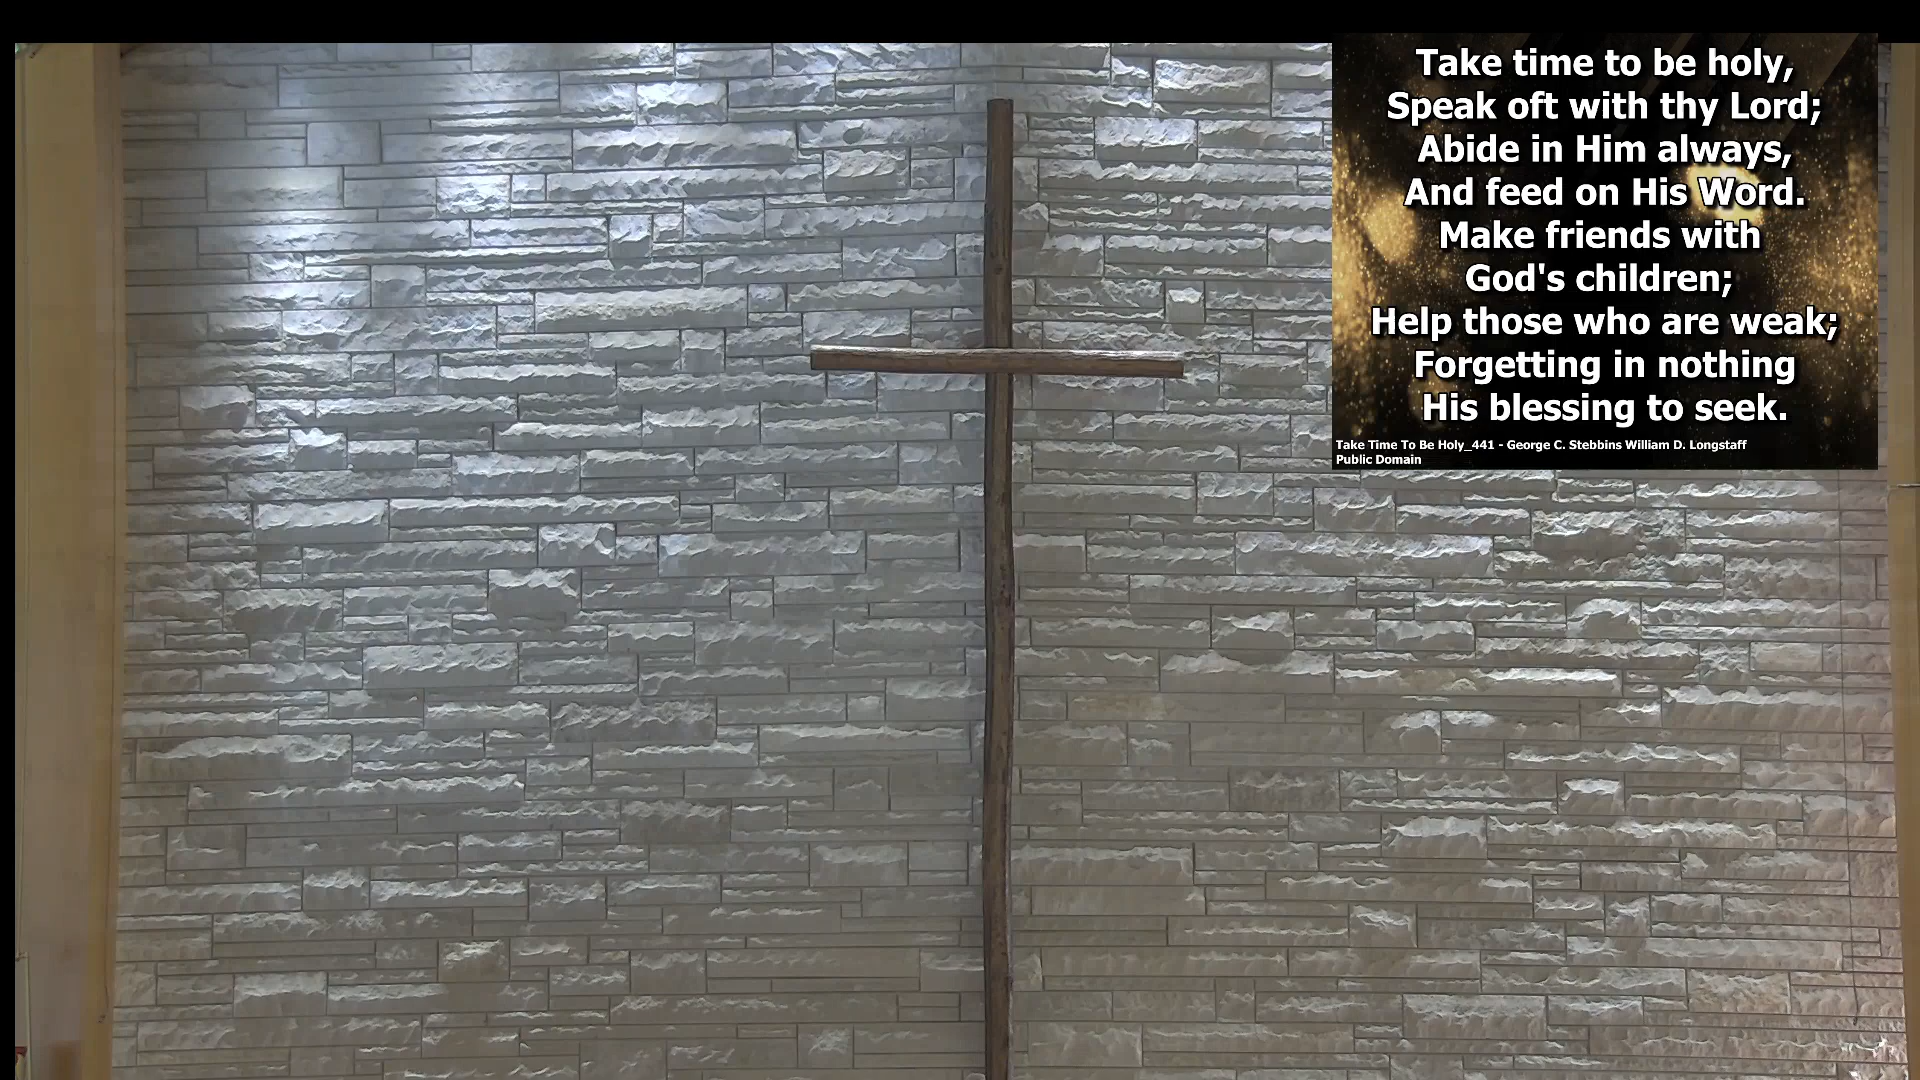 Take time to be holy,
Speak oft with thy Lord;
Abide in Him always,
And feed on His Word.
Make friends with
God's children;
Help those who are weak;
Forgetting in nothing
His blessing to seek.
Take Time To Be Holy_441 - George C. Stebbins William D. Longstaff
Public Domain